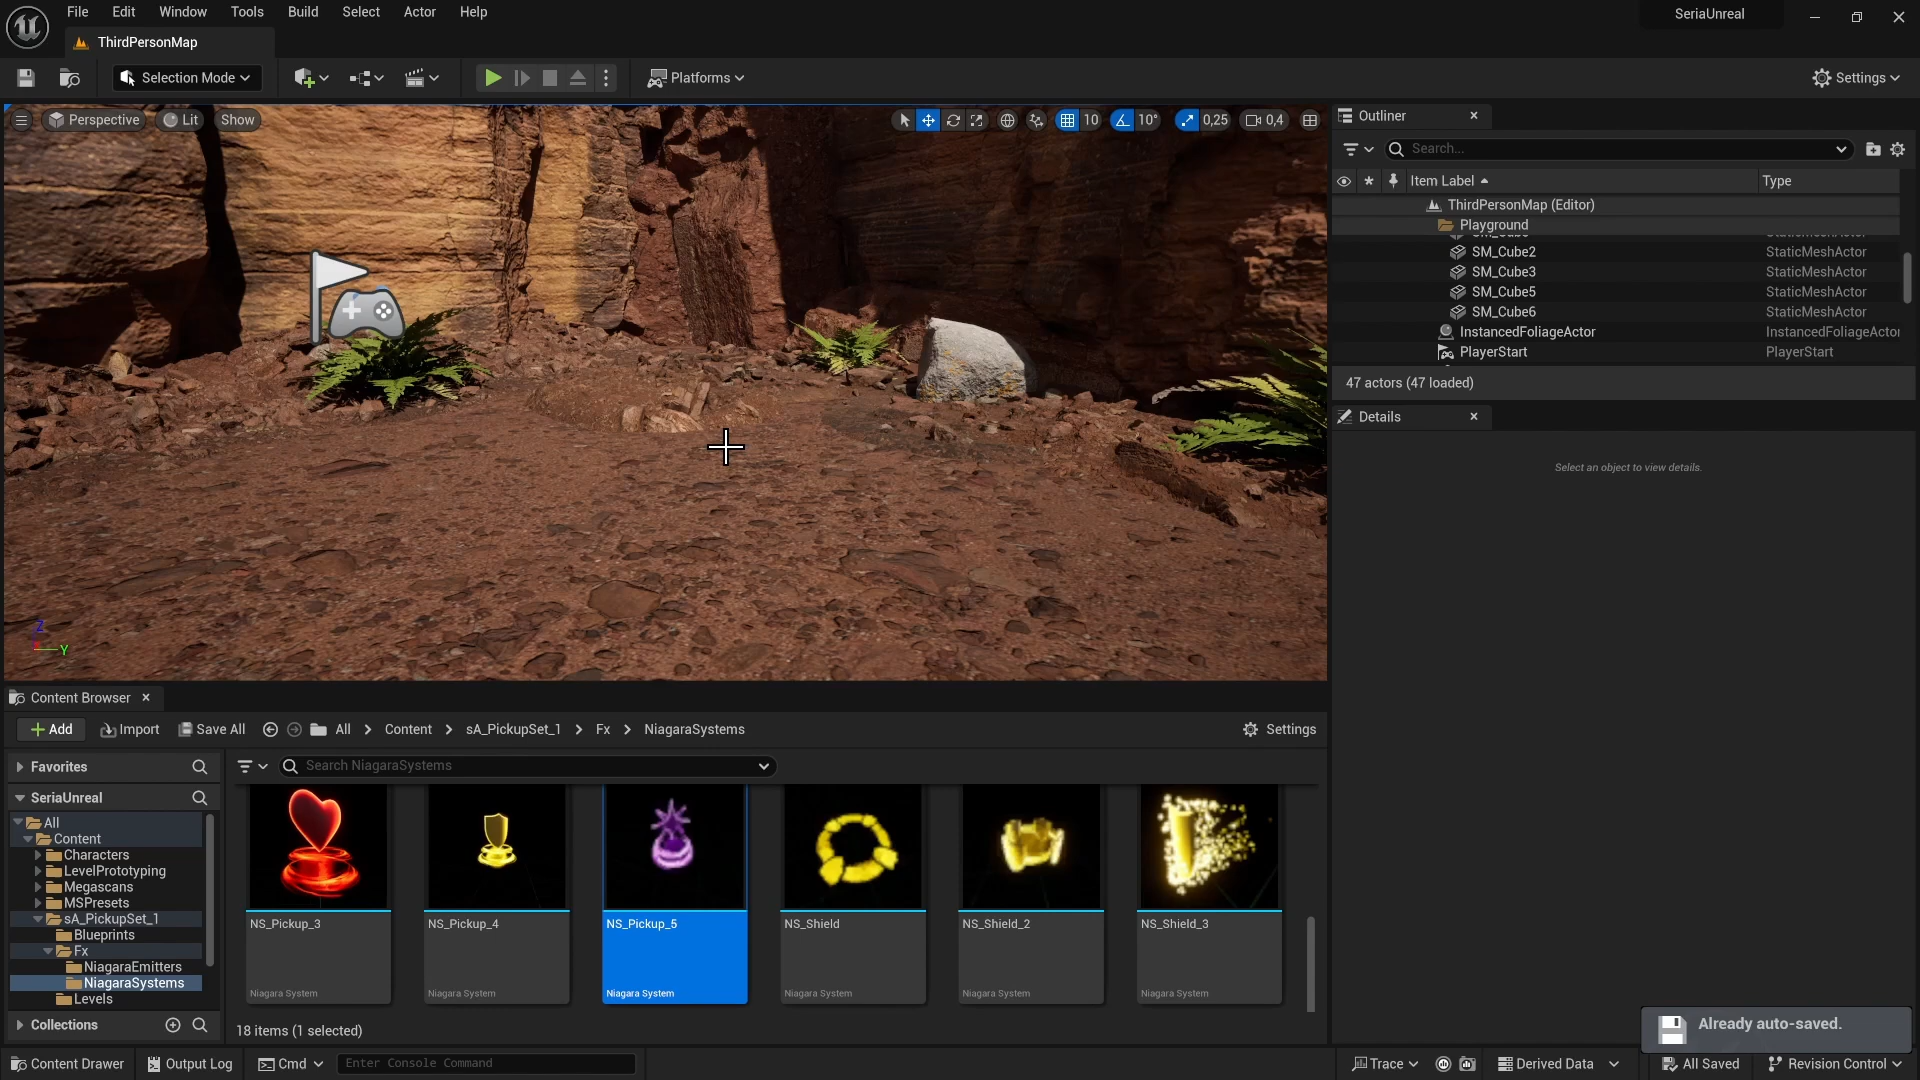 File Edit Window Tools Build Select Actor Help
SeriaUnreal
ThirdPersonMap
Selection Mode
Platforms
Settings
Perspective Lit Show
10 10° 0,25 0,4
Outliner
Search...
Item Label Type
ThirdPersonMap (Editor)
Playground
SM_Cube2 StaticMeshActor
SM_Cube3 StaticMeshActor
SM_Cube5 StaticMeshActor
SM_Cube6 StaticMeshActor
InstancedFoliageActor InstancedFoliageActor
PlayerStart PlayerStart
47 actors (47 loaded)
Details
Select an object to view details.
Z
Y
Content Browser
Add Import Save All All Content sA_PickupSet_1 Fx NiagaraSystems Settings
Favorites
Search NiagaraSystems
SeriaUnreal
All
Content
Characters
LevelPrototyping
Megascans
MSPresets
sA_PickupSet_1
Blueprints
Fx
NiagaraEmitters
NiagaraSystems
Levels
Collections
NS_Pickup_3 NS_Pickup_4 NS_Pickup_5 NS_Shield NS_Shield_2 NS_Shield_3
Niagara System Niagara System Niagara System Niagara System Niagara System Niagara System
18 items (1 selected)
Already auto-saved.
Content Drawer Output Log Cmd Enter Console Command Trace Derived Data All Saved Revision Control